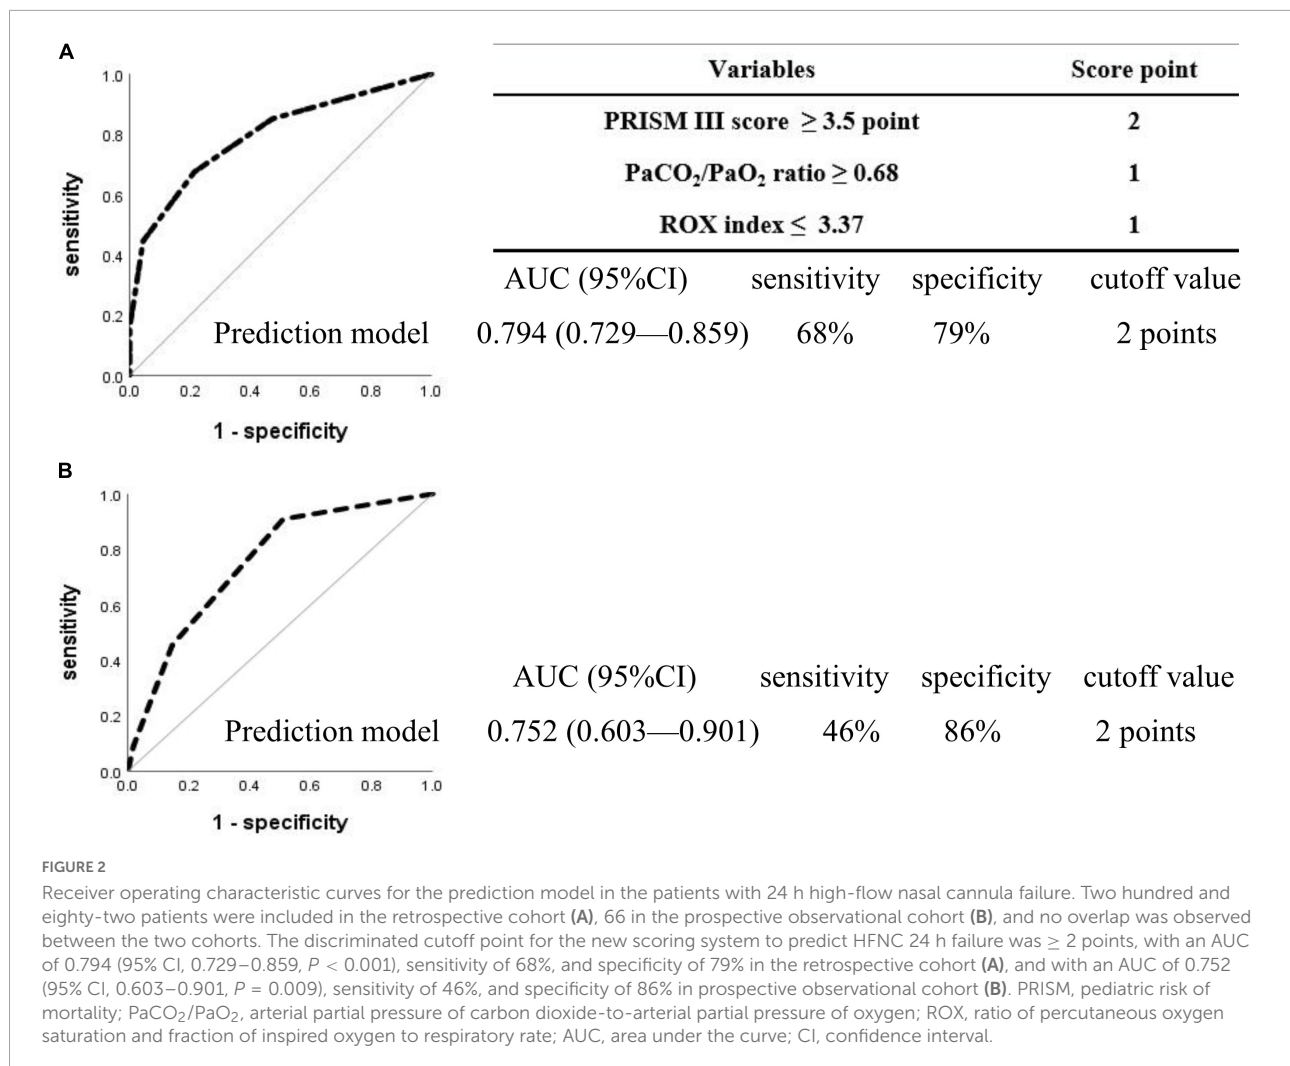 A
Variables Score point
PRISM III score ≥ 3.5 point 2
PaCO₂/PaO₂ ratio ≥ 0.68 1
ROX index ≤ 3.37 1
AUC (95%CI) sensitivity specificity cutoff value
Prediction model 0.794 (0.729—0.859) 68% 79% 2 points
sensitivity
1.0
0.8
0.6
0.4
0.2
0.0
0.0 0.2 0.4 0.6 0.8 1.0
1 - specificity
B
sensitivity
1.0
0.8
0.6
0.4
0.2
0.0
0.0 0.2 0.4 0.6 0.8 1.0
1 - specificity
AUC (95%CI) sensitivity specificity cutoff value
Prediction model 0.752 (0.603—0.901) 46% 86% 2 points
FIGURE 2
Receiver operating characteristic curves for the prediction model in the patients with 24 h high-flow nasal cannula failure. Two hundred and
eighty-two patients were included in the retrospective cohort (A), 66 in the prospective observational cohort (B), and no overlap was observed
between the two cohorts. The discriminated cutoff point for the new scoring system to predict HFNC 24 h failure was ≥ 2 points, with an AUC
of 0.794 (95% CI, 0.729–0.859, P < 0.001), sensitivity of 68%, and specificity of 79% in the retrospective cohort (A), and with an AUC of 0.752
(95% CI, 0.603–0.901, P = 0.009), sensitivity of 46%, and specificity of 86% in prospective observational cohort (B). PRISM, pediatric risk of
mortality; PaCO₂/PaO₂, arterial partial pressure of carbon dioxide-to-arterial partial pressure of oxygen; ROX, ratio of percutaneous oxygen
saturation and fraction of inspired oxygen to respiratory rate; AUC, area under the curve; CI, confidence interval.